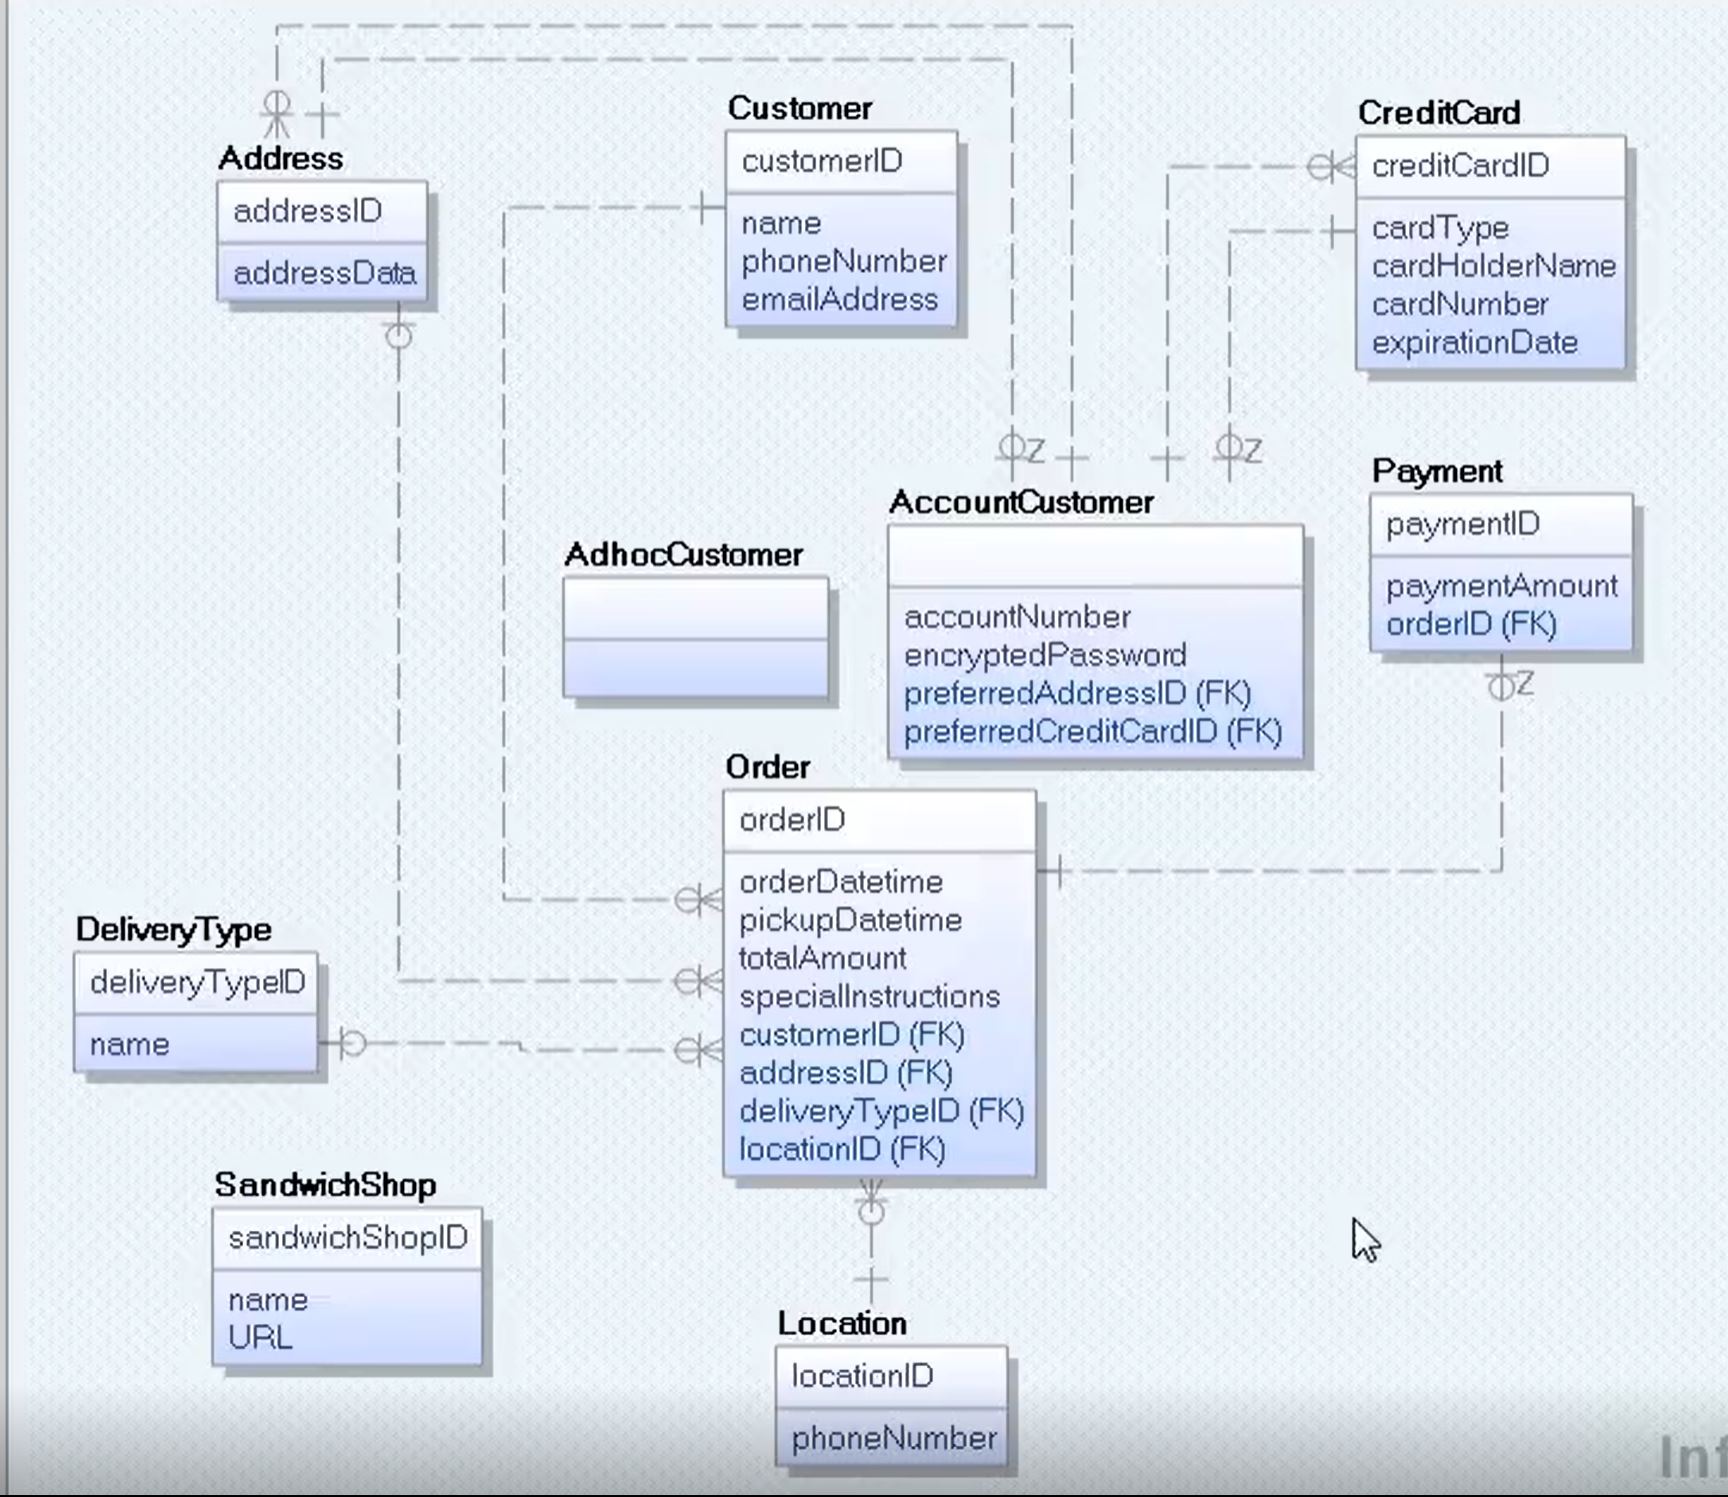 Customer
customerID
name
phoneNumber
emailAddress
CreditCard
creditCardID
cardType
cardHolderName
cardNumber
expirationDate
Address
addressID
addressData
Z
Z
Payment
paymentID
paymentAmount
orderID (FK)
Z
AccountCustomer
accountNumber
encryptedPassword
preferredAddressID (FK)
preferredCreditCardID (FK)
AdhocCustomer
Order
orderID
orderDatetime
pickupDatetime
totalAmount
specialInstructions
customerID (FK)
addressID (FK)
deliveryTypeID (FK)
locationID (FK)
DeliveryType
deliveryTypeID
name
SandwichShop
sandwichShopID
name
URL
Location
locationID
phoneNumber